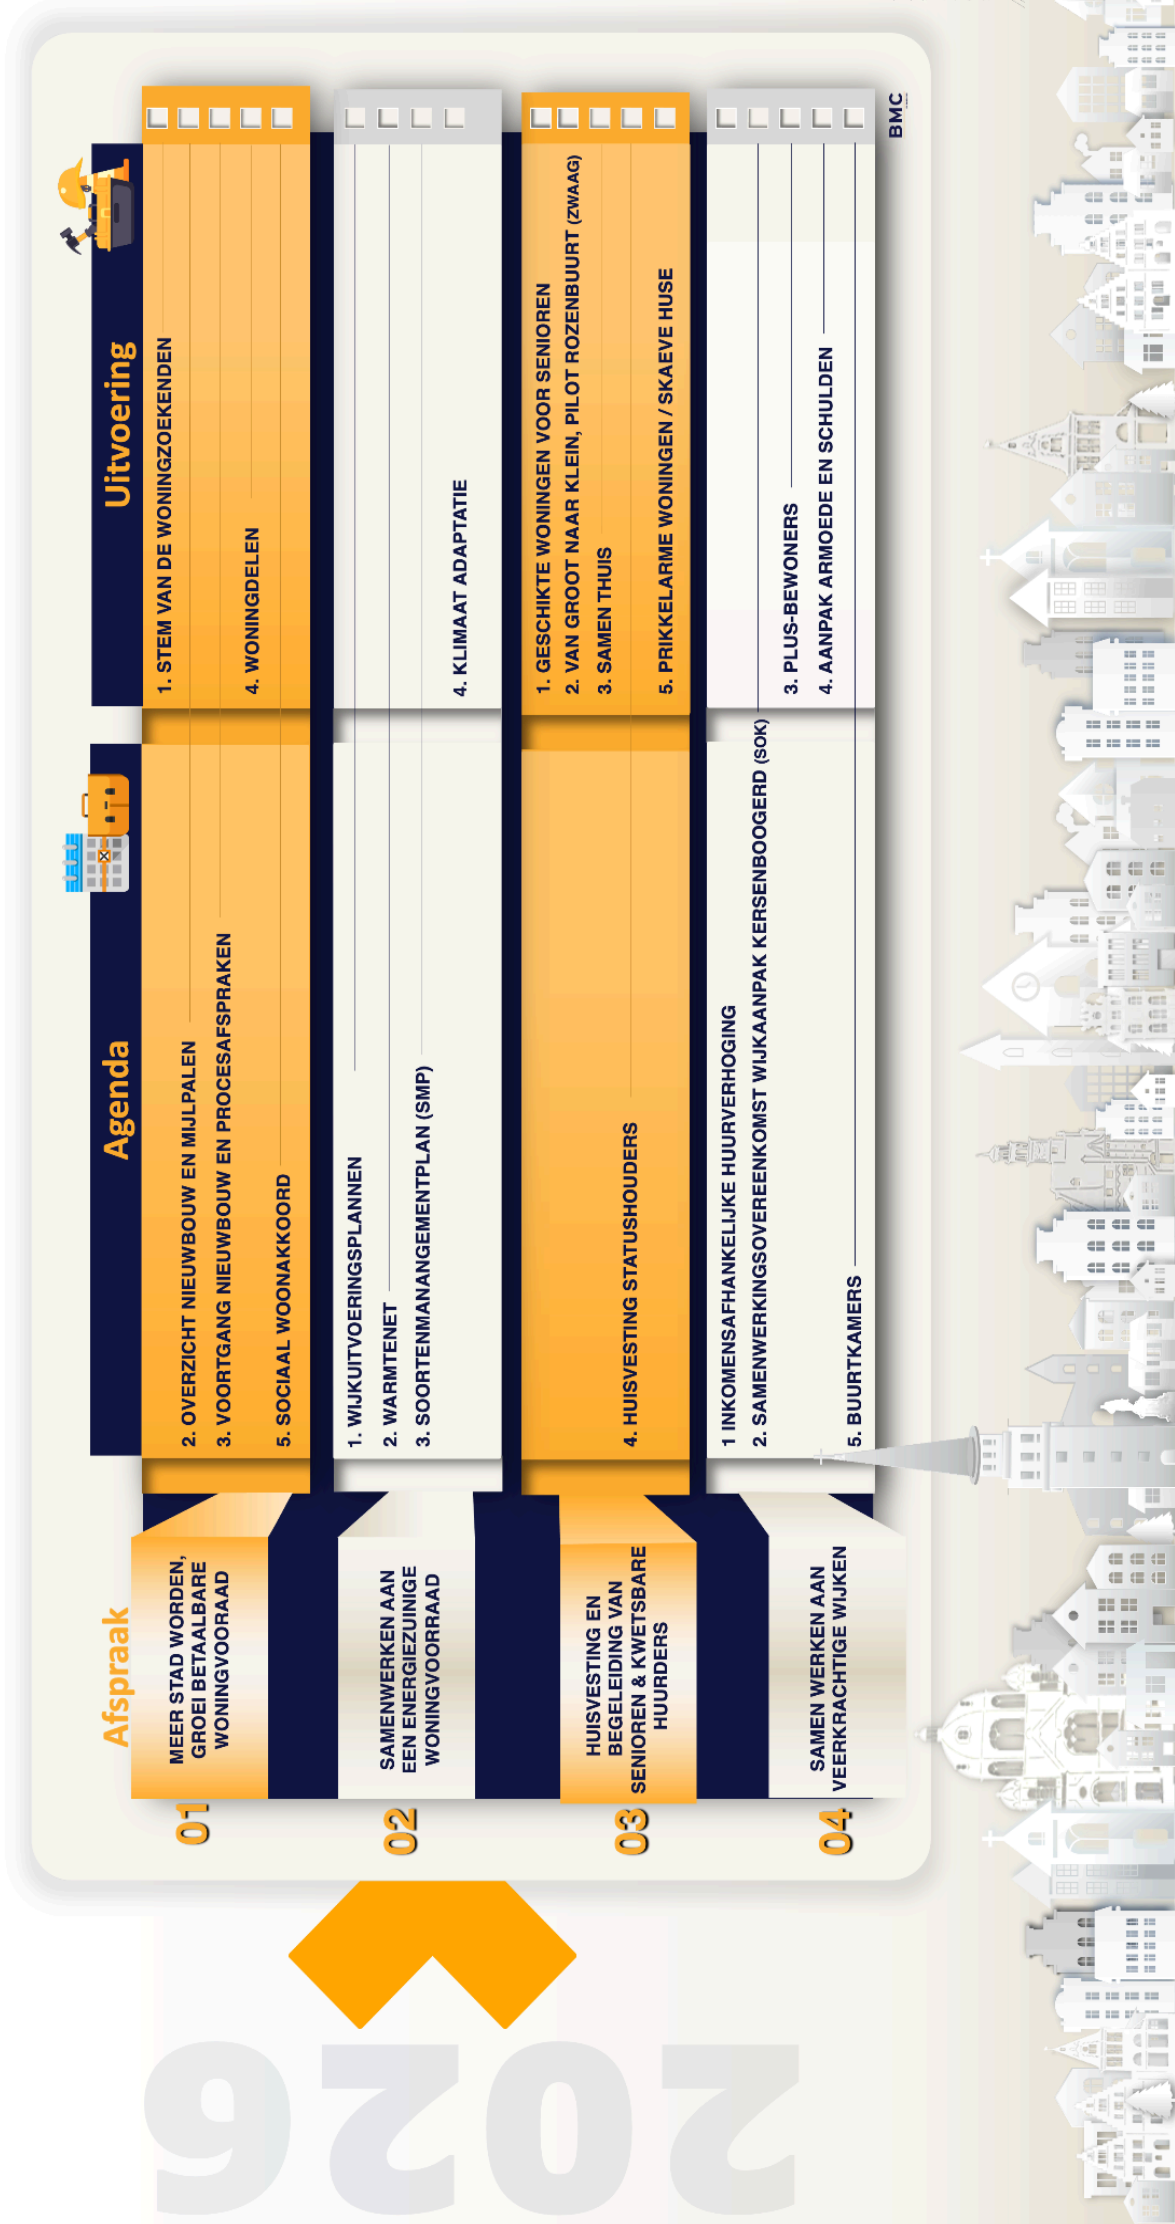 2026
Afspraak
Agenda
Uitvoering
01
MEER STAD WORDEN,
GROEI BETAALBARE
WONINGVOORAAD
1. STEM VAN DE WONINGZOEKENDEN
2. OVERZICHT NIEUWBOUW EN MIJLPALEN
3. VOORTGANG NIEUWBOUW EN PROCESAFSPRAKEN
4. WONINGDELEN
5. SOCIAAL WOONAKKOORD
02
SAMENWERKEN AAN
EEN ENERGIEZUINIGE
WONINGVOORRAAD
1. WIJKUITVOERINGSPLANNEN
2. WARMTENET
3. SOORTENMANANGEMENTPLAN (SMP)
4. KLIMAAT ADAPTATIE
03
HUISVESTING EN
BEGELEIDING VAN
SENIOREN & KWETSBARE
HUURDERS
1. GESCHIKTE WONINGEN VOOR SENIOREN
2. VAN GROOT NAAR KLEIN, PILOT ROZENBUURT (ZWAAG)
3. SAMEN THUIS
4. HUISVESTING STATUSHOUDERS
5. PRIKKELARME WONINGEN / SKAEVE HUSE
04
SAMEN WERKEN AAN
VEERKRACHTIGE WIJKEN
1 INKOMENSAFHANKELIJKE HUURVERHOGING
2. SAMENWERKINGSOVEREENKOMST WIJKAANPAK KERSENBOOGERD (SOK)
3. PLUS-BEWONERS
4. AANPAK ARMOEDE EN SCHULDEN
5. BUURTKAMERS
BMC